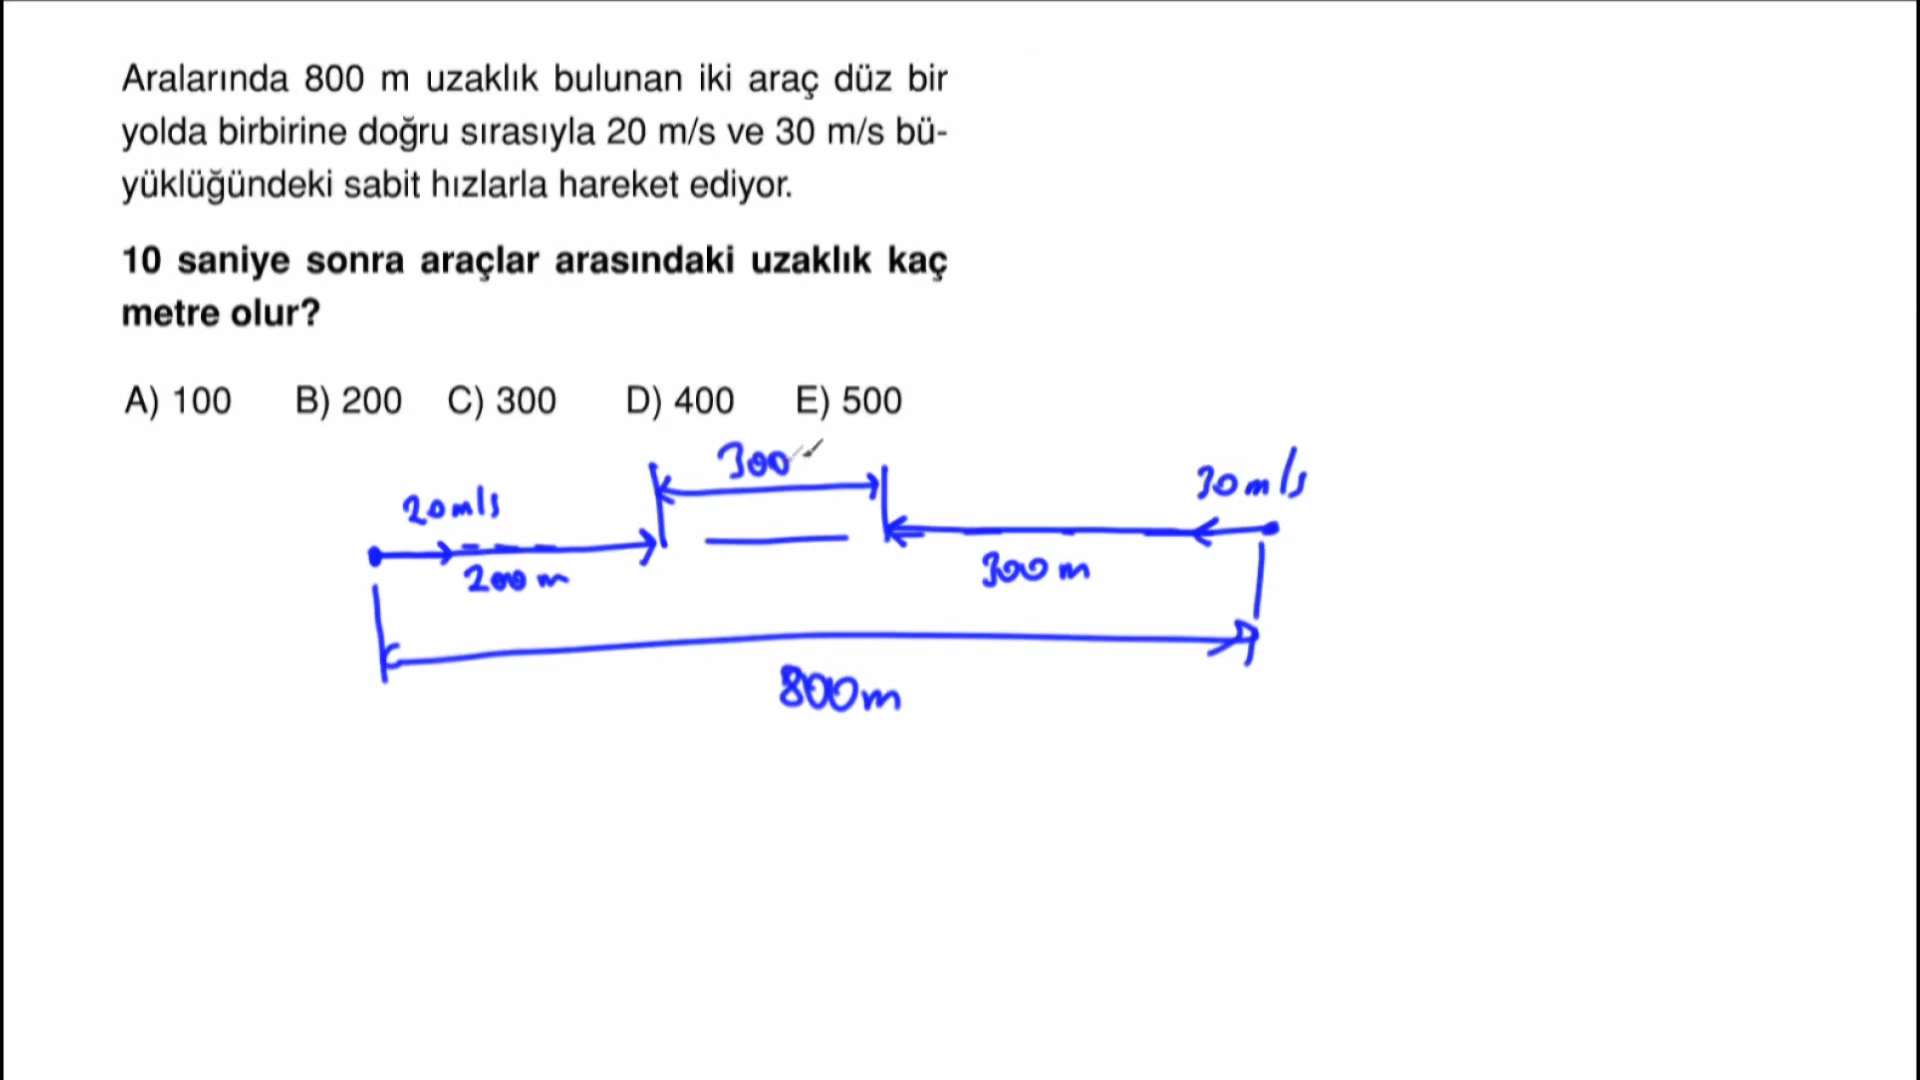 Aralarında 800 m uzaklık bulunan iki araç düz bir
yolda birbirine doğru sırasıyla 20 m/s ve 30 m/s bü-
yüklüğündeki sabit hızlarla hareket ediyor.
10 saniye sonra araçlar arasındaki uzaklık kaç
metre olur?
A) 100 B) 200 C) 300 D) 400 E) 500
300
20m/s
30m/s
200 m
300 m
800m